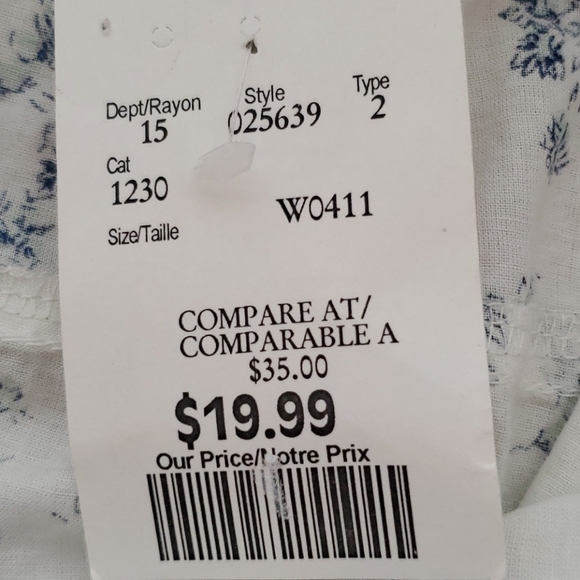 Dept/Rayon Style Type
15 025639 2
Cat
1230
W0411
Size/Taille
COMPARE AT/
COMPARABLE A
$35.00
$19.99
Our Price/Notre Prix